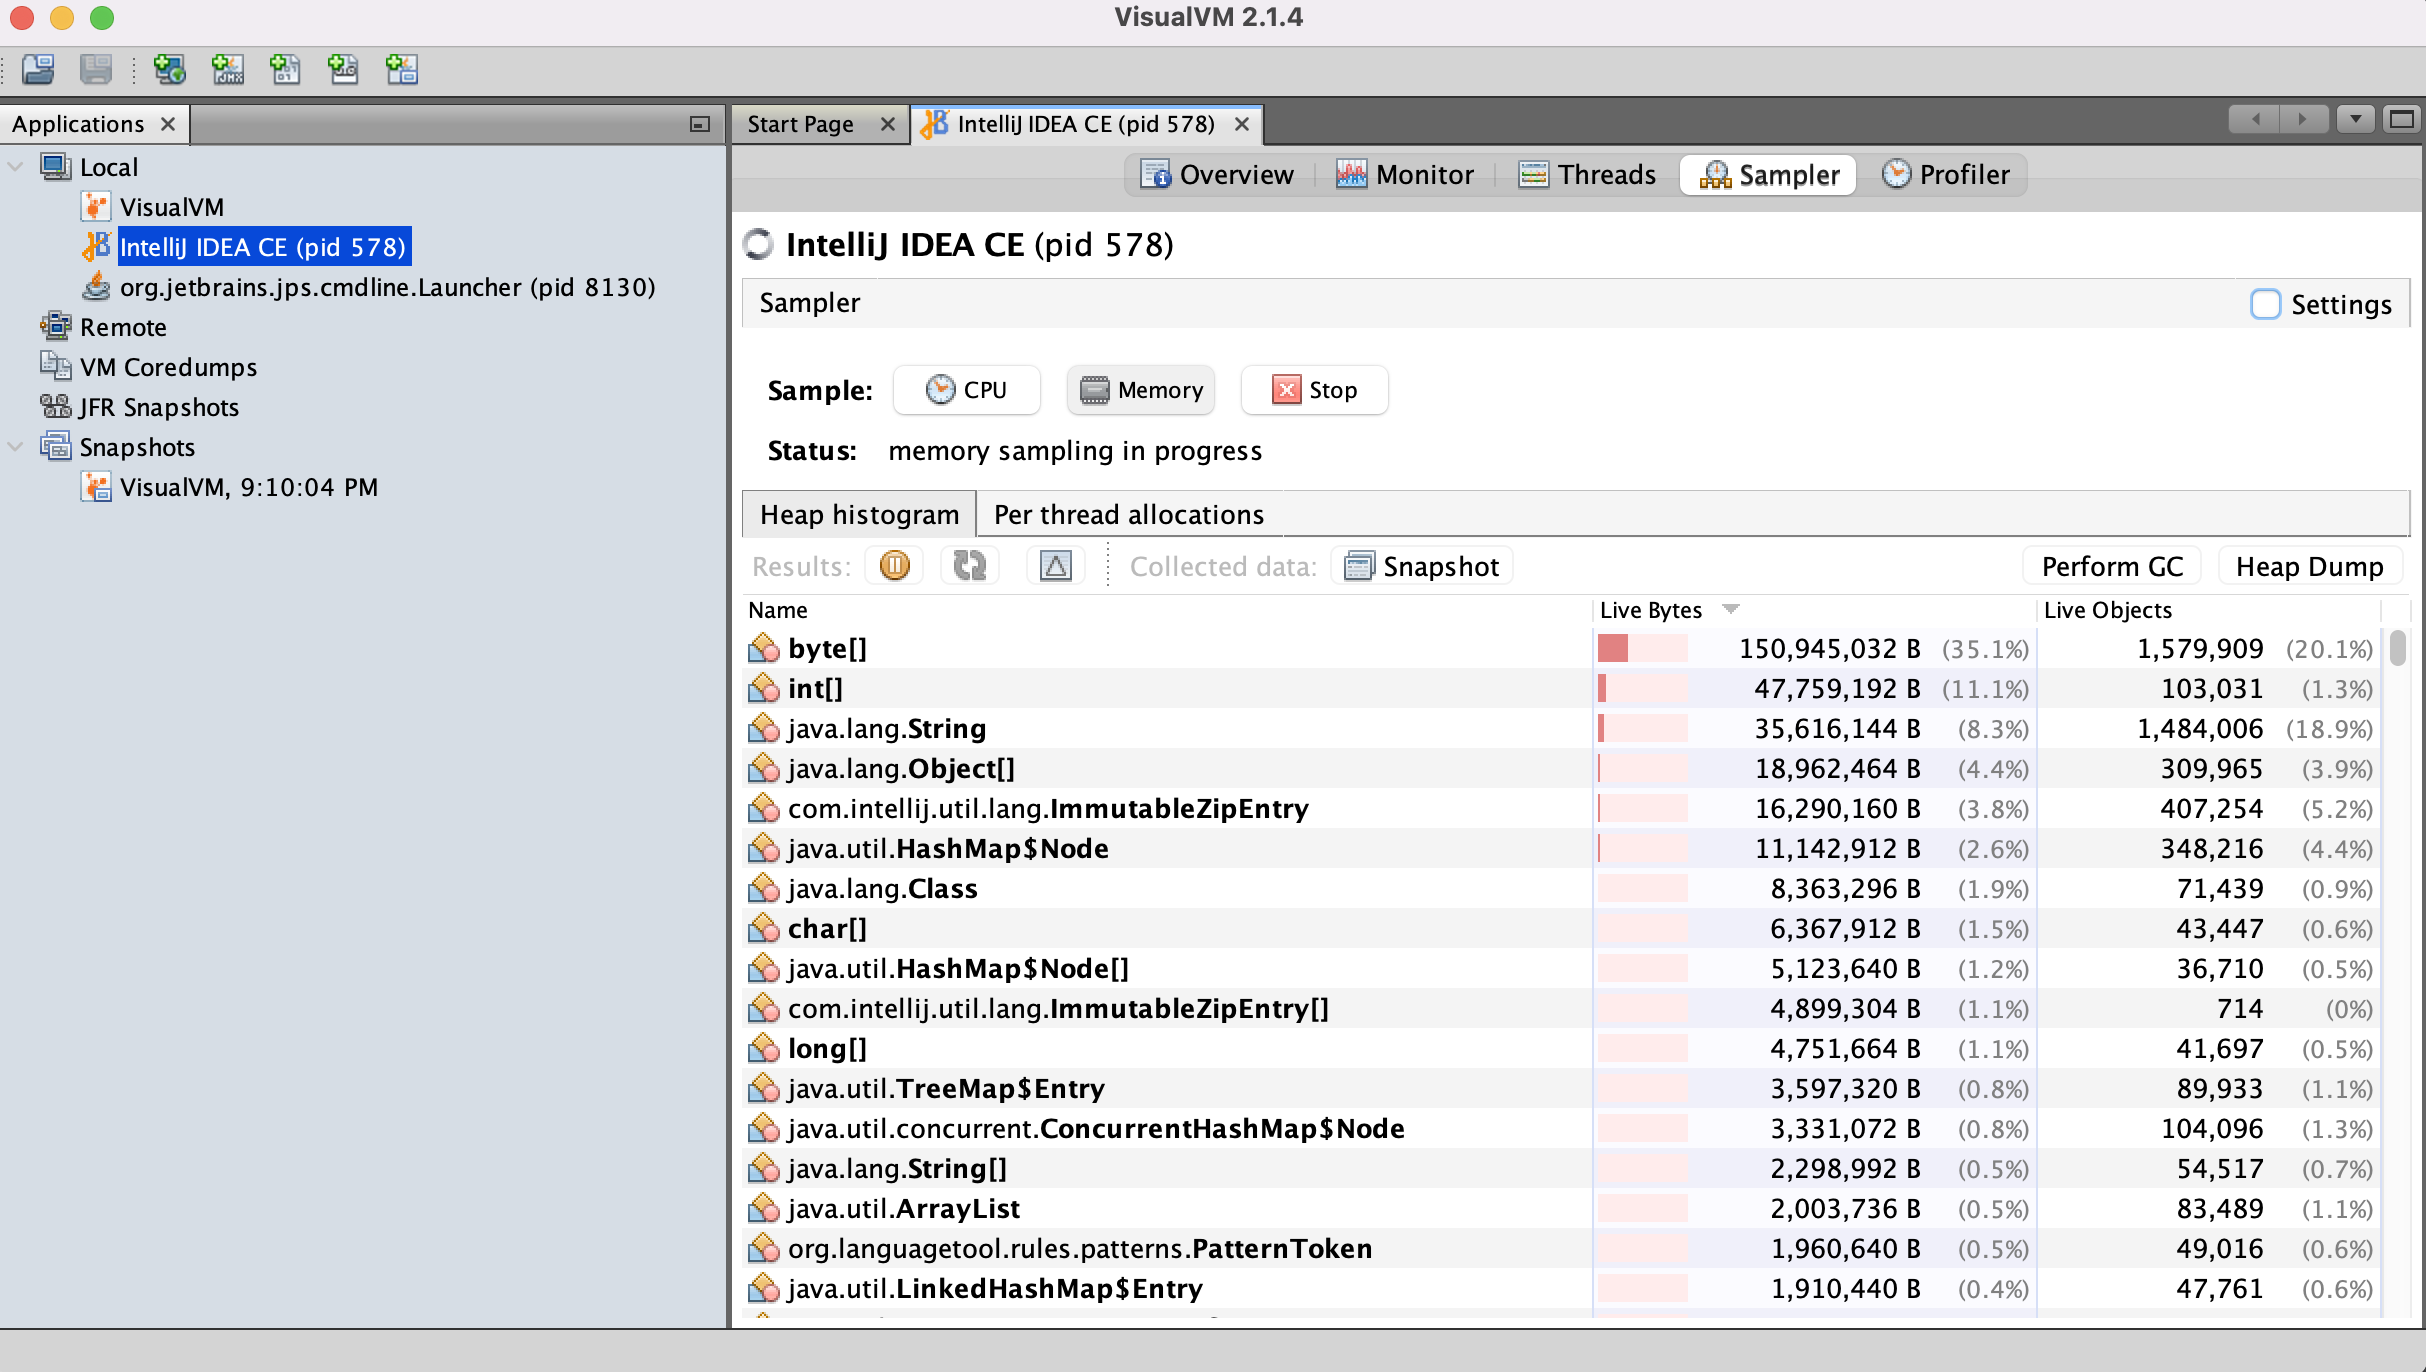 VisualVM 2.1.4
Applications
Local
VisualVM
IntelliJ IDEA CE (pid 578)
org.jetbrains.jps.cmdline.Launcher (pid 8130)
Remote
VM Coredumps
JFR Snapshots
Snapshots
VisualVM, 9:10:04 PM
Start Page IntelliJ IDEA CE (pid 578)
Overview Monitor Threads Sampler Profiler
IntelliJ IDEA CE (pid 578)
Sampler Settings
Sample: CPU Memory Stop
Status: memory sampling in progress
Heap histogram Per thread allocations
Results: Collected data: Snapshot Perform GC Heap Dump
Name Live Bytes Live Objects
byte[] 150,945,032 B (35.1%) 1,579,909 (20.1%)
int[] 47,759,192 B (11.1%) 103,031 (1.3%)
java.lang.String 35,616,144 B (8.3%) 1,484,006 (18.9%)
java.lang.Object[] 18,962,464 B (4.4%) 309,965 (3.9%)
com.intellij.util.lang.ImmutableZipEntry 16,290,160 B (3.8%) 407,254 (5.2%)
java.util.HashMap$Node 11,142,912 B (2.6%) 348,216 (4.4%)
java.lang.Class 8,363,296 B (1.9%) 71,439 (0.9%)
char[] 6,367,912 B (1.5%) 43,447 (0.6%)
java.util.HashMap$Node[] 5,123,640 B (1.2%) 36,710 (0.5%)
com.intellij.util.lang.ImmutableZipEntry[] 4,899,304 B (1.1%) 714 (0%)
long[] 4,751,664 B (1.1%) 41,697 (0.5%)
java.util.TreeMap$Entry 3,597,320 B (0.8%) 89,933 (1.1%)
java.util.concurrent.ConcurrentHashMap$Node 3,331,072 B (0.8%) 104,096 (1.3%)
java.lang.String[] 2,298,992 B (0.5%) 54,517 (0.7%)
java.util.ArrayList 2,003,736 B (0.5%) 83,489 (1.1%)
org.languagetool.rules.patterns.PatternToken 1,960,640 B (0.5%) 49,016 (0.6%)
java.util.LinkedHashMap$Entry 1,910,440 B (0.4%) 47,761 (0.6%)